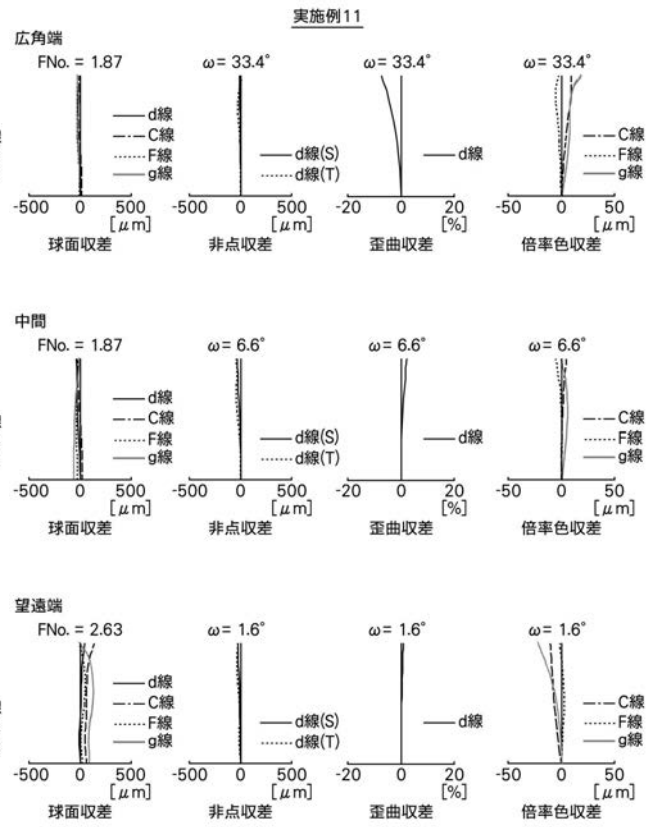 実施例11
広角端
FNo. = 1.87
ω= 33.4°
ω= 33.4°
ω= 33.4°
d線
C線
F線
g線
d線(S)
d線(T)
d線
C線
F線
g線
-500 0 500
[μm]
球面収差
-500 0 500
[μm]
非点収差
-20 0 20
[%]
歪曲収差
-50 0 50
[μm]
倍率色収差
中間
FNo. = 1.87
ω= 6.6°
ω= 6.6°
ω= 6.6°
d線
C線
F線
g線
d線(S)
d線(T)
d線
C線
F線
g線
-500 0 500
[μm]
球面収差
-500 0 500
[μm]
非点収差
-20 0 20
[%]
歪曲収差
-50 0 50
[μm]
倍率色収差
望遠端
FNo. = 2.63
ω= 1.6°
ω= 1.6°
ω= 1.6°
d線
C線
F線
g線
d線(S)
d線(T)
d線
C線
F線
g線
-500 0 500
[μm]
球面収差
-500 0 500
[μm]
非点収差
-20 0 20
[%]
歪曲収差
-50 0 50
[μm]
倍率色収差